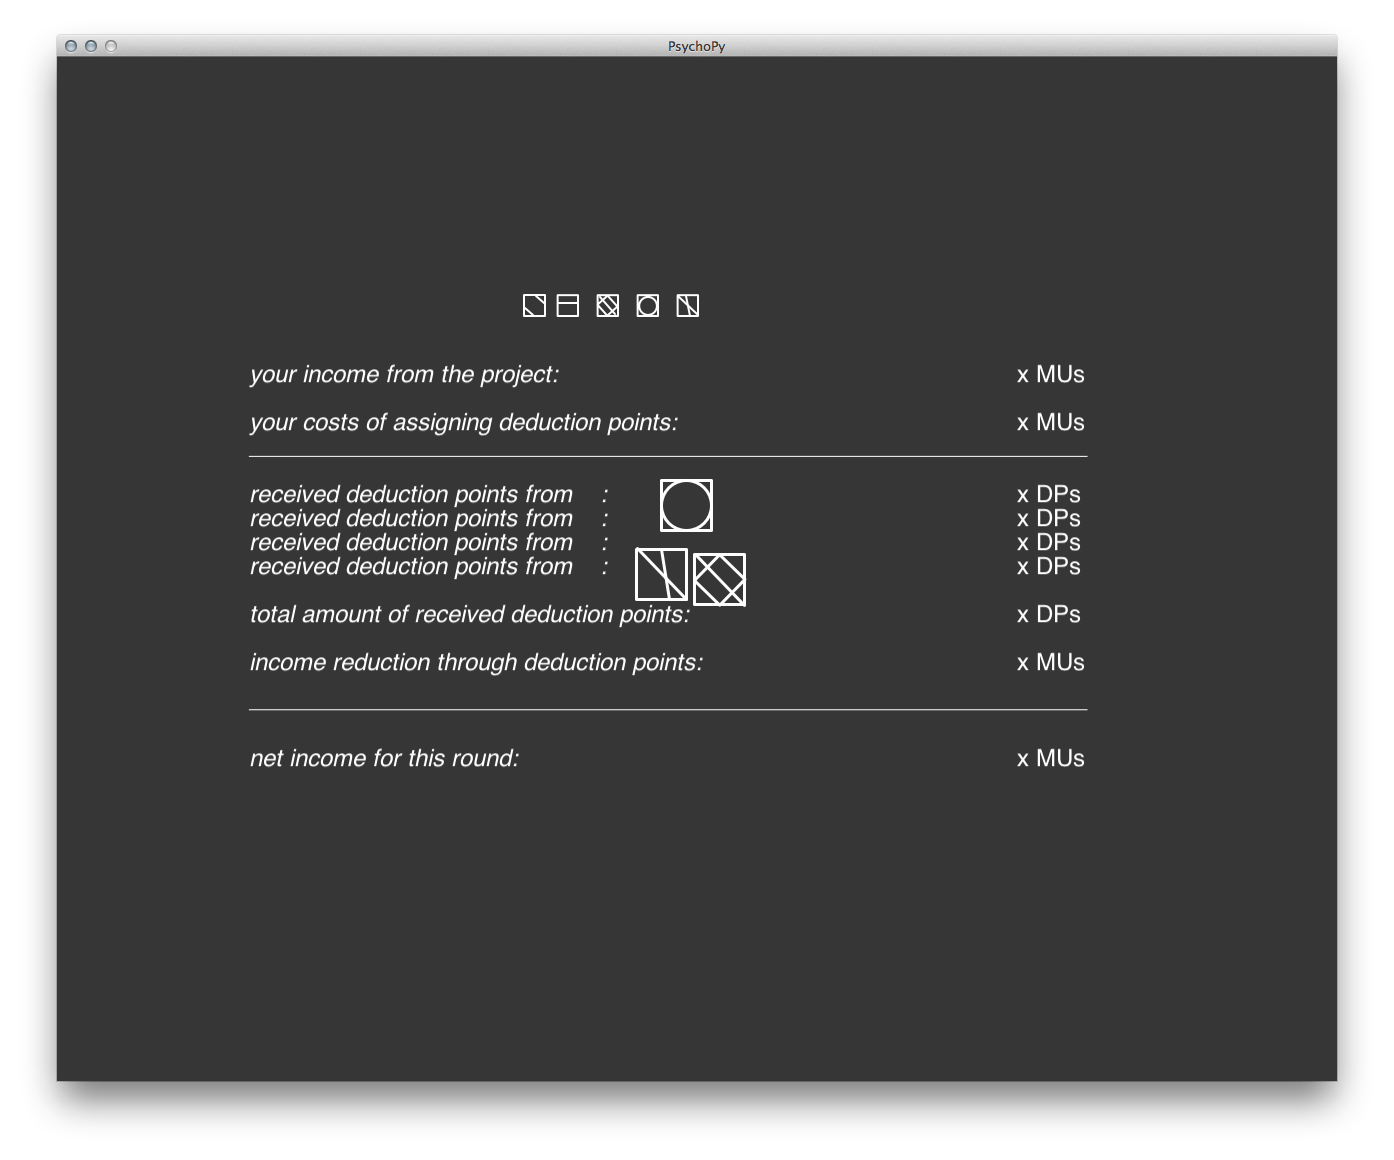 PsychoPy
your income from the project: x MUs
your costs of assigning deduction points: x MUs
received deduction points from : x DPs
received deduction points from : x DPs
received deduction points from : x DPs
received deduction points from : x DPs
total amount of received deduction points: x DPs
income reduction through deduction points: x MUs
net income for this round: x MUs